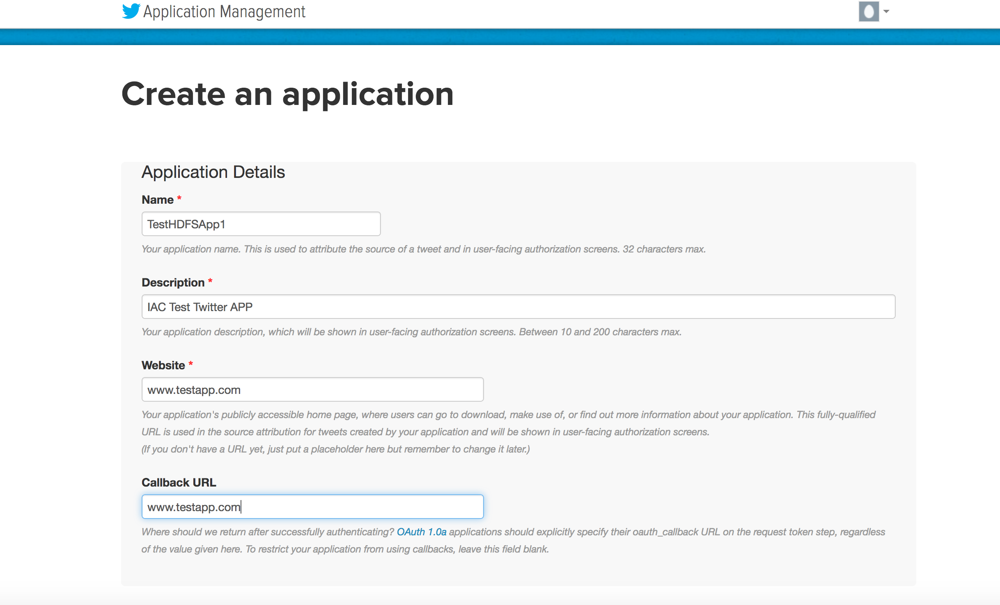 Application Management
Create an application
Application Details
Name *
TestHDFSApp1
Your application name. This is used to attribute the source of a tweet and in user-facing authorization screens. 32 characters max.
Description *
IAC Test Twitter APP
Your application description, which will be shown in user-facing authorization screens. Between 10 and 200 characters max.
Website *
www.testapp.com
Your application's publicly accessible home page, where users can go to download, make use of, or find out more information about your application. This fully-qualified
URL is used in the source attribution for tweets created by your application and will be shown in user-facing authorization screens.
(If you don't have a URL yet, just put a placeholder here but remember to change it later.)
Callback URL
www.testapp.com
Where should we return after successfully authenticating? OAuth 1.0a applications should explicitly specify their oauth_callback URL on the request token step, regardless
of the value given here. To restrict your application from using callbacks, leave this field blank.